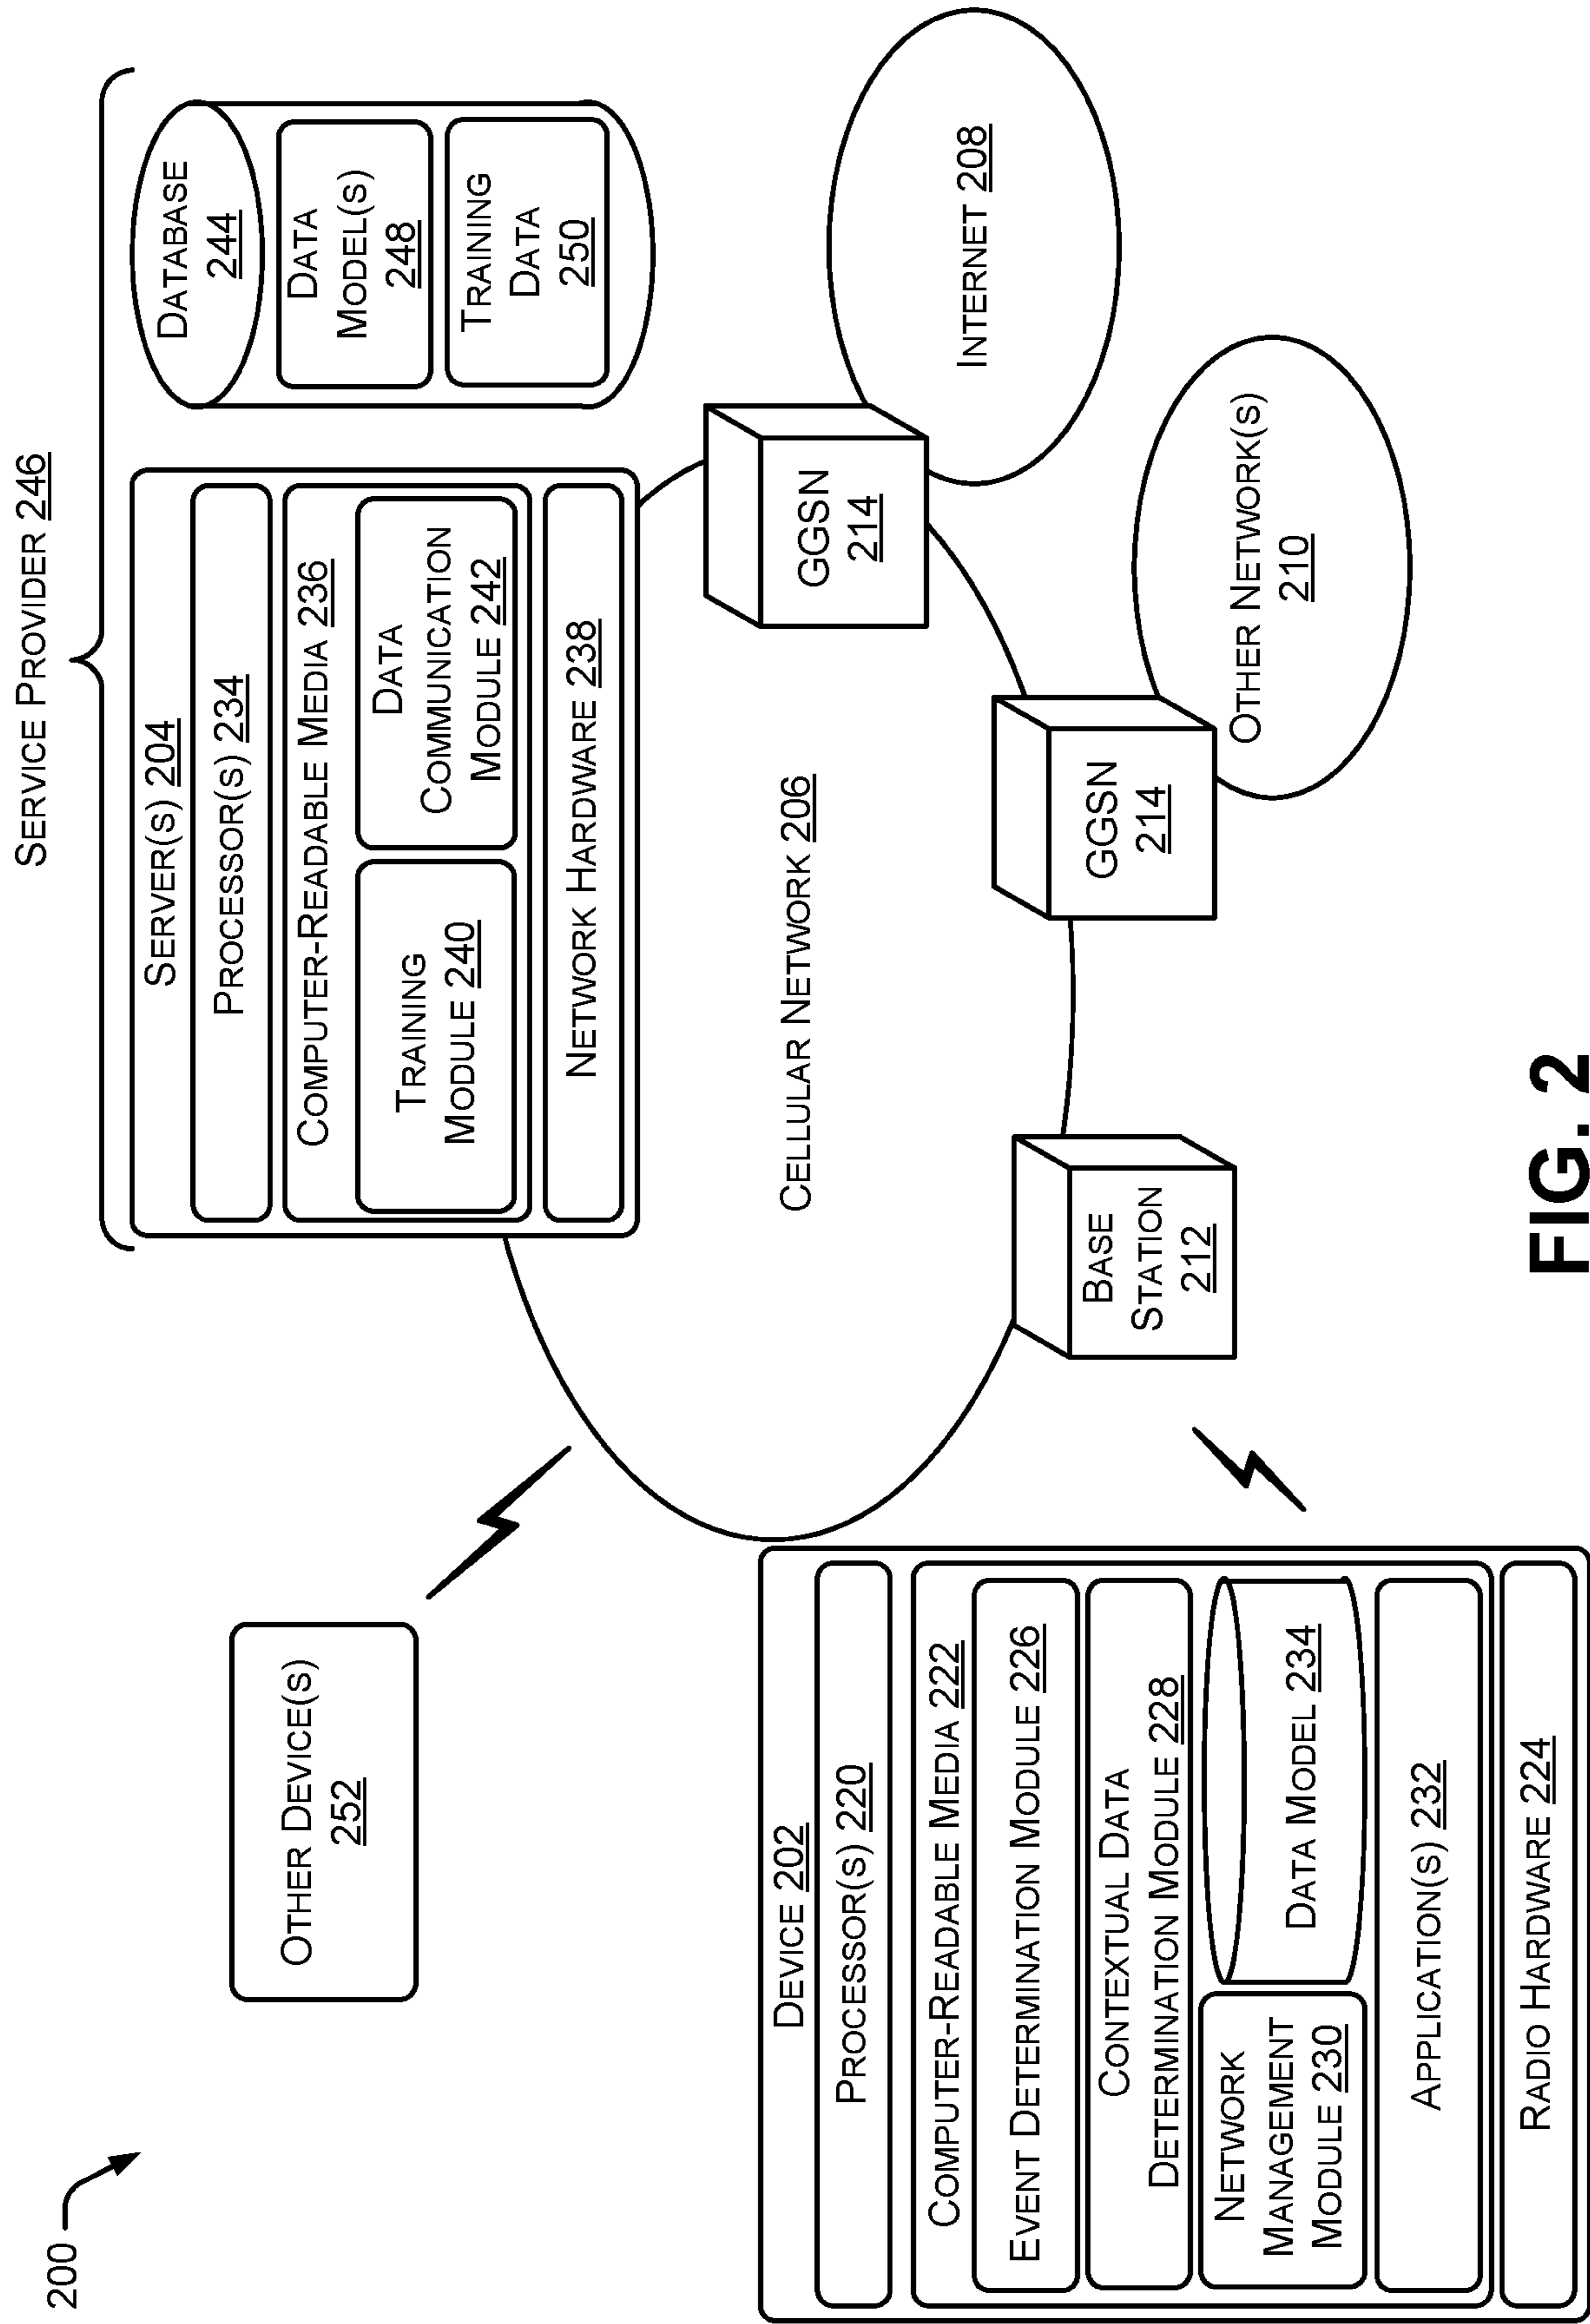 200
SERVICE PROVIDER 246
SERVER(S) 204
PROCESSOR(S) 234
COMPUTER-READABLE MEDIA 236
TRAINING
MODULE 240
DATA
COMMUNICATION
MODULE 242
NETWORK HARDWARE 238
DATABASE
244
DATA
MODEL(S)
248
TRAINING
DATA
250
OTHER DEVICE(S)
252
CELLULAR NETWORK 206
GGSN
214
INTERNET 208
GGSN
214
OTHER NETWORK(S)
210
BASE
STATION
212
DEVICE 202
PROCESSOR(S) 220
COMPUTER-READABLE MEDIA 222
EVENT DETERMINATION MODULE 226
CONTEXTUAL DATA
DETERMINATION MODULE 228
NETWORK
MANAGEMENT
MODULE 230
DATA MODEL 234
APPLICATION(S) 232
RADIO HARDWARE 224
FIG. 2